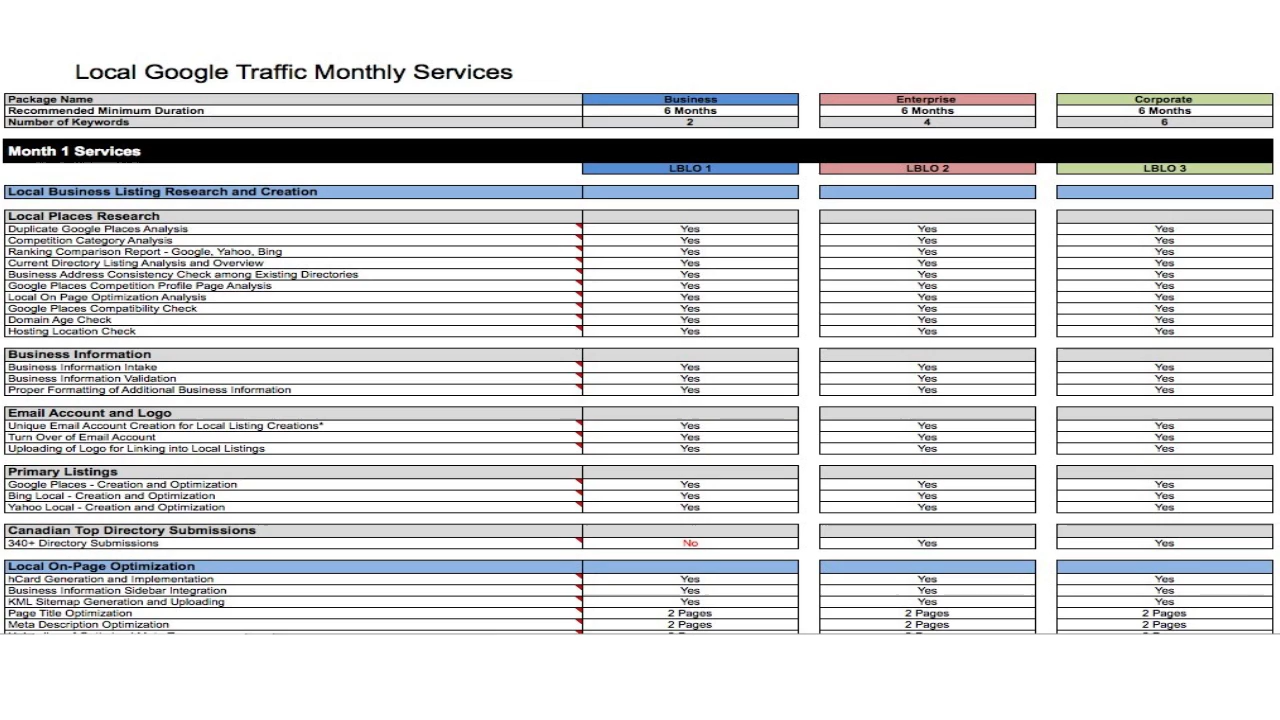 Local Google Traffic Monthly Services
Package Name Business Enterprise Corporate
Recommended Minimum Duration 6 Months 6 Months 6 Months
Number of Keywords 2 4 6
Month 1 Services
LBLO 1 LBLO 2 LBLO 3
Local Business Listing Research and Creation
Local Places Research
Duplicate Google Places Analysis Yes Yes Yes
Competition Category Analysis Yes Yes Yes
Ranking Comparison Report - Google, Yahoo, Bing Yes Yes Yes
Current Directory Listing Analysis and Overview Yes Yes Yes
Business Address Consistency Check among Existing Directories Yes Yes Yes
Google Places Competition Profile Page Analysis Yes Yes Yes
Local On Page Optimization Analysis Yes Yes Yes
Google Places Compatibility Check Yes Yes Yes
Domain Age Check Yes Yes Yes
Hosting Location Check Yes Yes Yes
Business Information
Business Information Intake Yes Yes Yes
Business Information Validation Yes Yes Yes
Proper Formatting of Additional Business Information Yes Yes Yes
Email Account and Logo
Unique Email Account Creation for Local Listing Creations* Yes Yes Yes
Turn Over of Email Account Yes Yes Yes
Uploading of Logo for Linking into Local Listings Yes Yes Yes
Primary Listings
Google Places - Creation and Optimization Yes Yes Yes
Bing Local - Creation and Optimization Yes Yes Yes
Yahoo Local - Creation and Optimization Yes Yes Yes
Canadian Top Directory Submissions
340+ Directory Submissions No Yes Yes
Local On-Page Optimization
hCard Generation and Implementation Yes Yes Yes
Business Information Sidebar Integration Yes Yes Yes
KML Sitemap Generation and Uploading Yes Yes Yes
Page Title Optimization 2 Pages 2 Pages 2 Pages
Meta Description Optimization 2 Pages 2 Pages 2 Pages